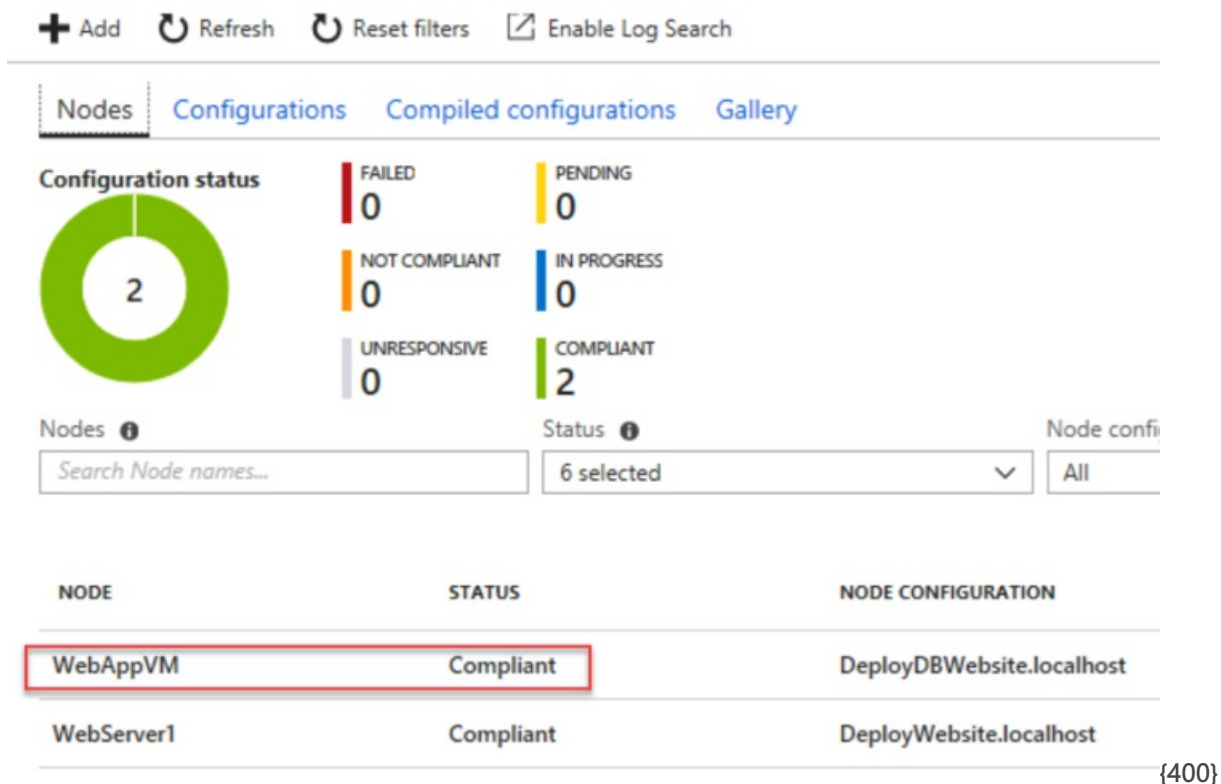 Add Refresh Reset filters Enable Log Search
Nodes Configurations Compiled configurations Gallery
Configuration status
2
FAILED
0
PENDING
0
NOT COMPLIANT
0
IN PROGRESS
0
UNRESPONSIVE
0
COMPLIANT
2
Nodes Status Node confi
Search Node names... 6 selected All
NODE STATUS NODE CONFIGURATION
WebAppVM Compliant DeployDBWebsite.localhost
WebServer1 Compliant DeployWebsite.localhost
{400}